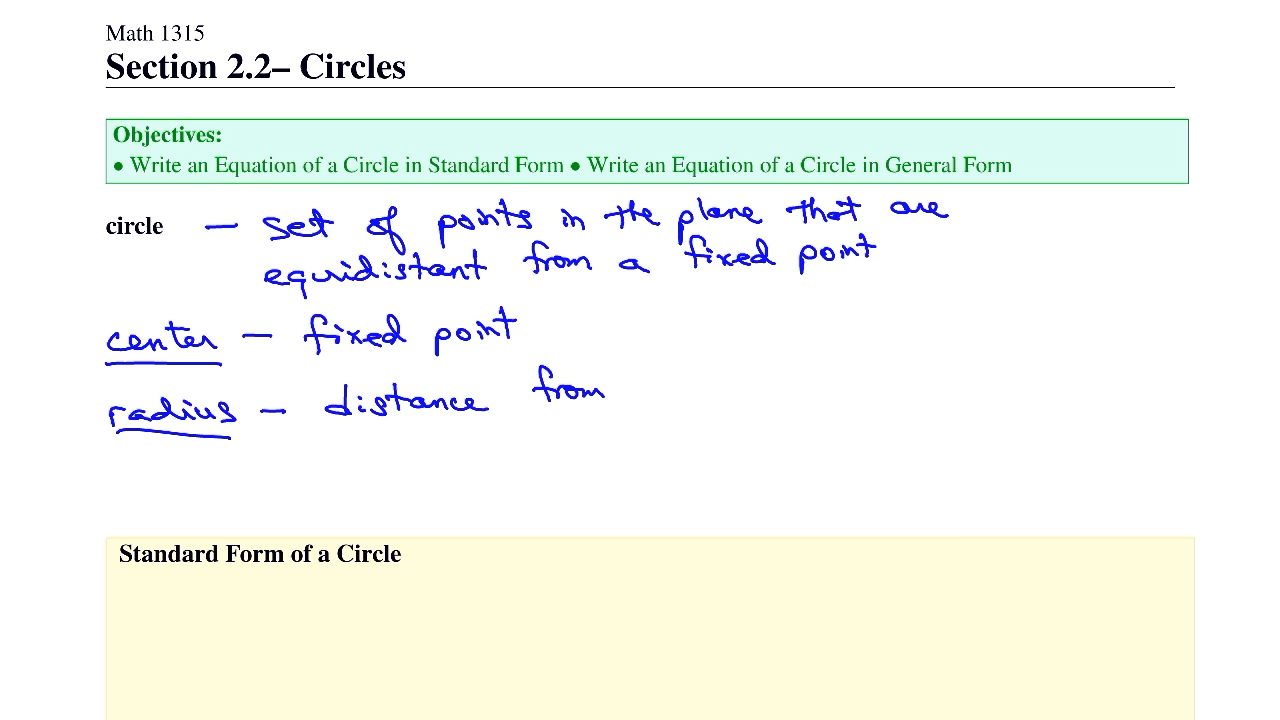 Math 1315
Section 2.2– Circles
Objectives:
• Write an Equation of a Circle in Standard Form • Write an Equation of a Circle in General Form
circle — set of points in the plane that are
equidistant from a fixed point
center — fixed point
radius — distance from
Standard Form of a Circle